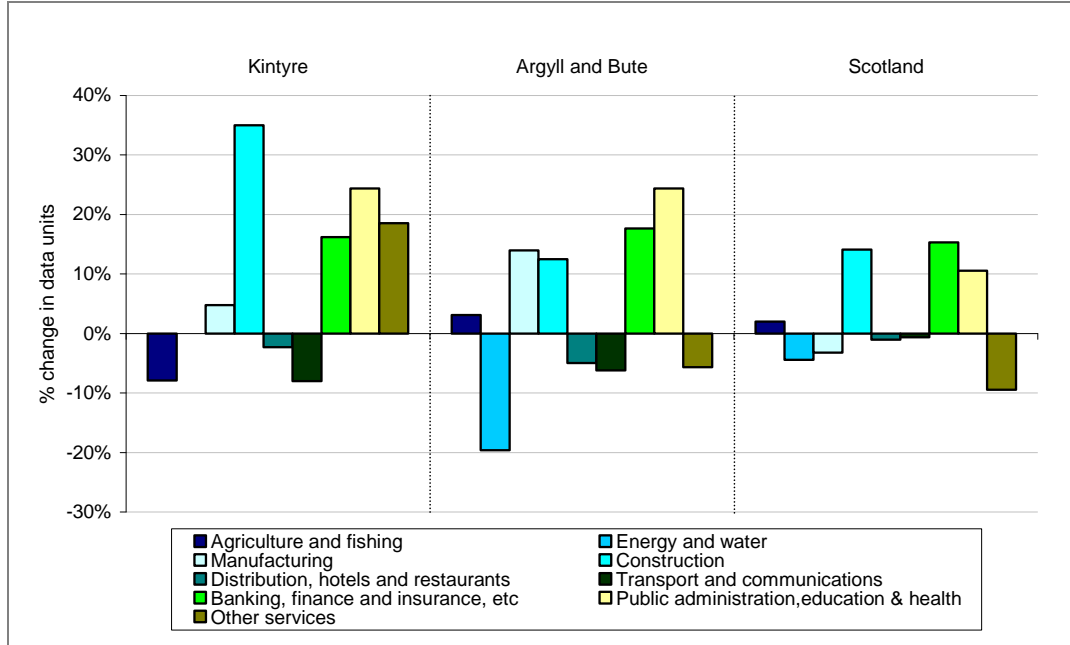 Kintyre Argyll and Bute Scotland
% change in data units
40%
30%
20%
10%
0%
-10%
-20%
-30%
Agriculture and fishing Energy and water
Manufacturing Construction
Distribution, hotels and restaurants Transport and communications
Banking, finance and insurance, etc Public administration,education & health
Other services